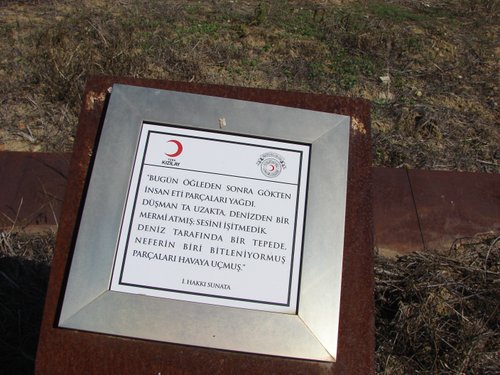 TÜRK
KIZILAY
"BUGÜN ÖĞLEDEN SONRA GÖKTEN
İNSAN ETİ PARÇALARI YAĞDI.
DÜŞMAN TA UZAKTA, DENİZDEN BİR
MERMİ ATMIŞ; SESİNİ İŞİTMEDİK.
DENİZ TARAFINDA BİR TEPEDE,
NEFERİN BİRİ BİTLENİYORMUŞ
PARÇALARI HAVAYA UÇMUŞ."
İ. HAKKI SUNATA